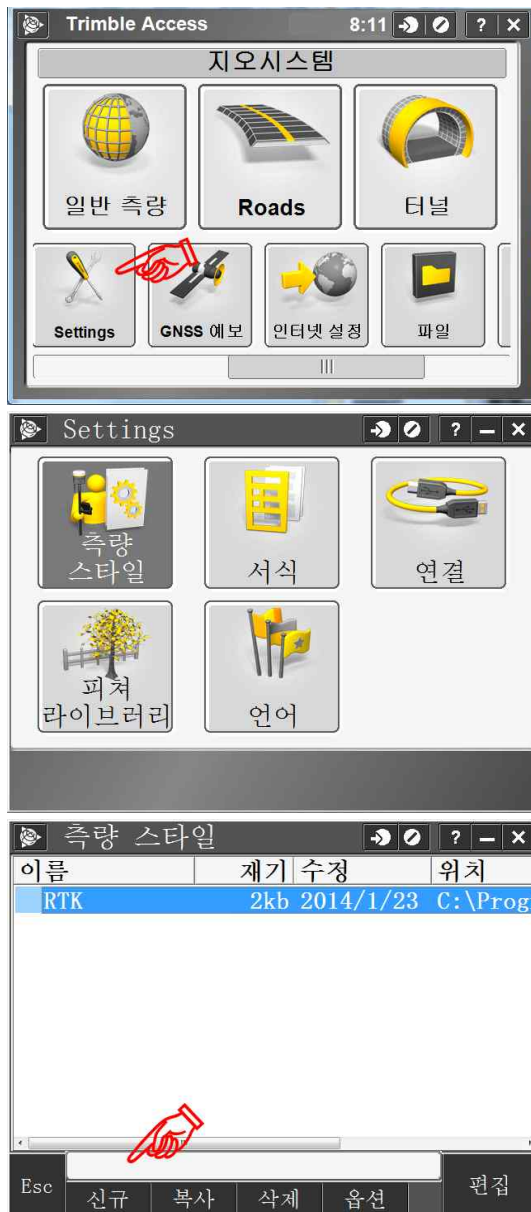 Trimble Access 8:11 ? ×
지오시스템
일반 측량 Roads 터널
Settings GNSS 예보 인터넷 설정 파일
Settings ? – ×
측량 스타일 서식 연결
피쳐 라이브러리 언어
측량 스타일 ? – ×
이름 재기 수정 위치
RTK 2kb 2014/1/23 C:\Prog
Esc 신규 복사 삭제 옵션 편집